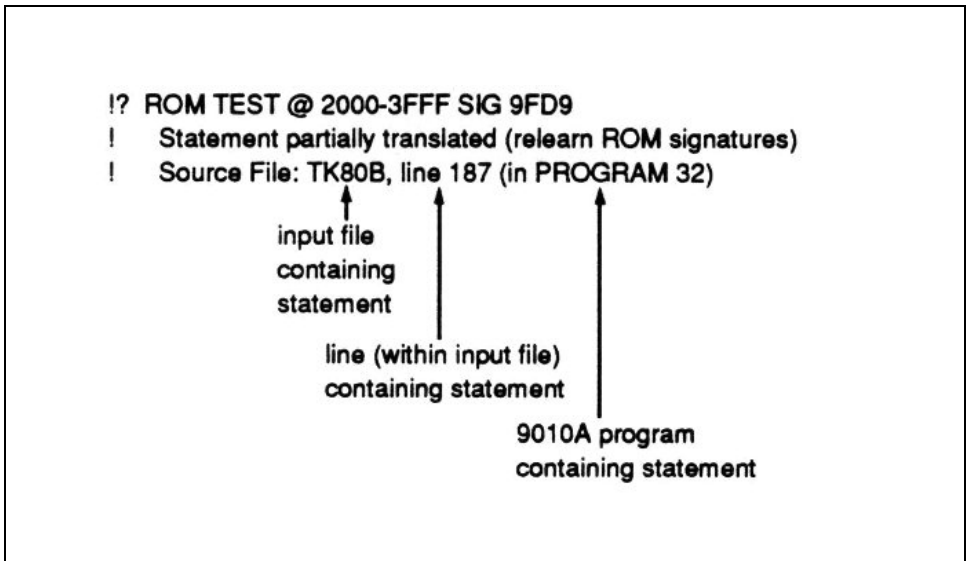 !? ROM TEST @ 2000-3FFF SIG 9FD9
! Statement partially translated (relearn ROM signatures)
! Source File: TK80B, line 187 (in PROGRAM 32)
input file
containing
statement
line (within input file)
containing statement
9010A program
containing statement